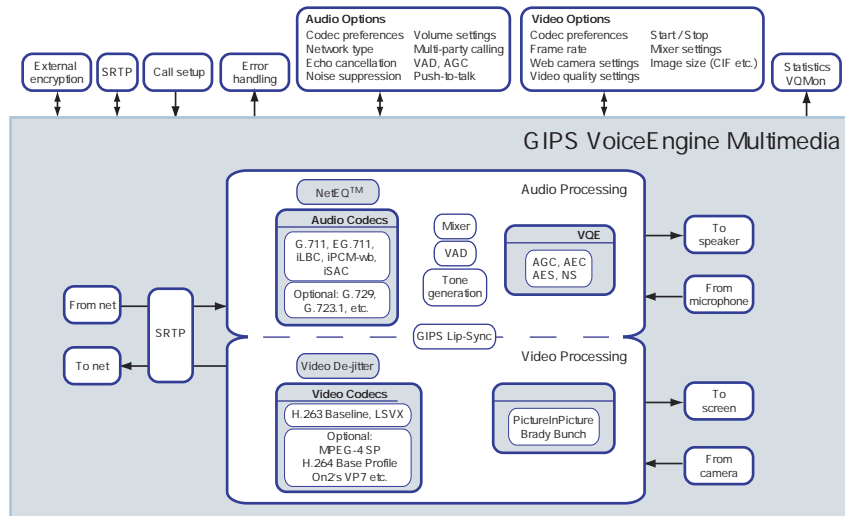 Audio Options
Codec preferences Volume settings
Network type Multi-party calling
Echo cancellation VAD, AGC
Noise suppression Push-to-talk
Video Options
Codec preferences Start/Stop
Frame rate Mixer settings
Web camera settings Image size (CIF etc.)
Video quality settings
External
encryption
SRTP
Call setup
Error
handling
Statistics
VQMon
GIPS VoiceEngine Multimedia
NetEQ™
Audio Processing
Audio Codecs
G.711, EG.711,
iLBC, iPCM-wb,
iSAC
Optional: G.729,
G.723.1, etc.
Mixer
VAD
Tone
generation
VQE
AGC, AEC
AES, NS
To
speaker
From
microphone
From net
SRTP
To net
GIPS Lip-Sync
Video De-jitter
Video Processing
Video Codecs
H.263 Baseline, LSVX
Optional:
MPEG-4 SP
H.264 Base Profile
On2's VP7 etc.
PictureInPicture
Brady Bunch
To
screen
From
camera